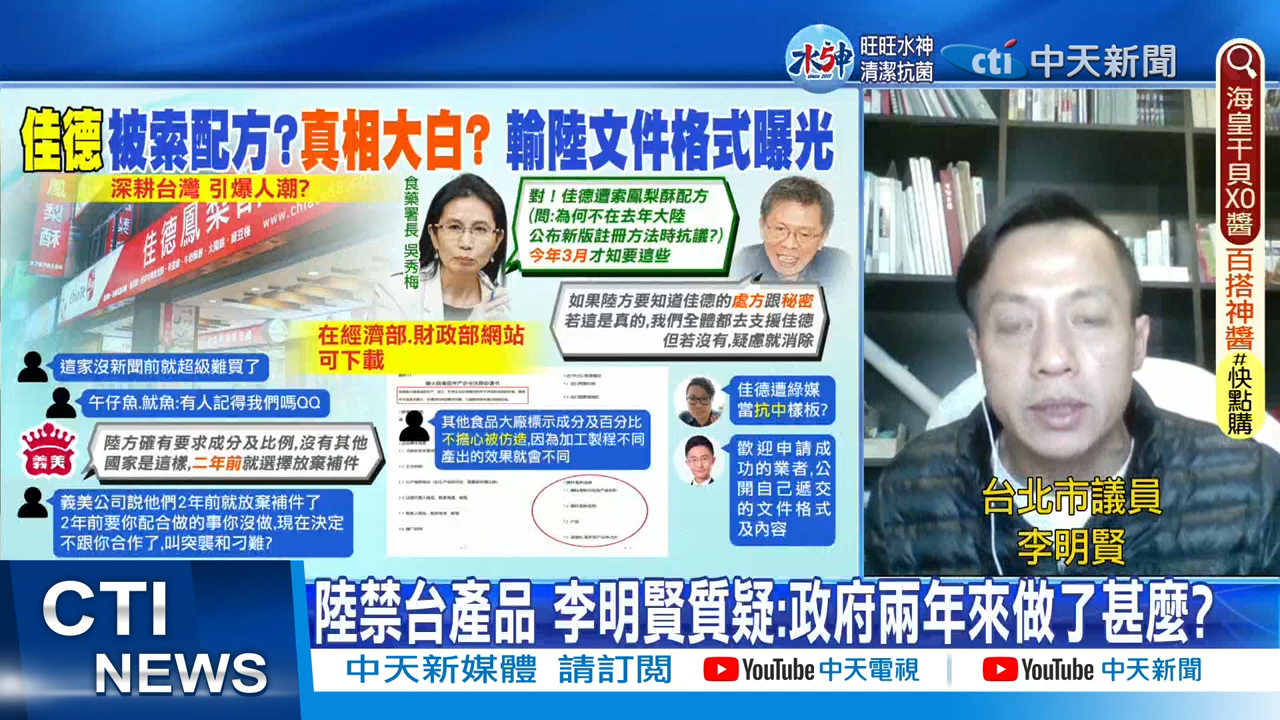 水神
since 2017
旺旺水神
清潔抗菌
cti 中天新聞
海皇干貝XO醬
百搭神醬
#快點購
佳德被索配方?真相大白? 輸陸文件格式曝光
深耕台灣 引爆人潮?
佳德鳳梨
食藥署長 吳秀梅
對!佳德遭索鳳梨酥配方
(問:為何不在去年大陸
公布新版註冊方法時抗議?)
今年3月才知要這些
如果陸方要知道佳德的處方跟秘密
若這是真的,我們全體都去支援佳德
但若沒有,疑慮就消除
在經濟部.財政部網站
可下載
這家沒新聞前就超級難買了
午仔魚.魷魚:有人記得我們嗎QQ
義美
陸方確有要求成分及比例,沒有其他
國家是這樣,二年前就選擇放棄補件
義美公司説他們2年前就放棄補件了
2年前要你配合做的事你沒做,現在決定
不跟你合作了,叫突襲和刁難?
其他食品大廠標示成分及百分比
不擔心被仿造,因為加工製程不同
產出的效果就會不同
佳德遭綠媒
當抗中樣板?
歡迎申請成
功的業者,公
開自己遞交
的文件格式
及內容
台北市議員
李明賢
CTI
NEWS
陸禁台產品 李明賢質疑:政府兩年來做了甚麼?
中天新媒體 請訂閱 YouTube 中天電視 YouTube 中天新聞